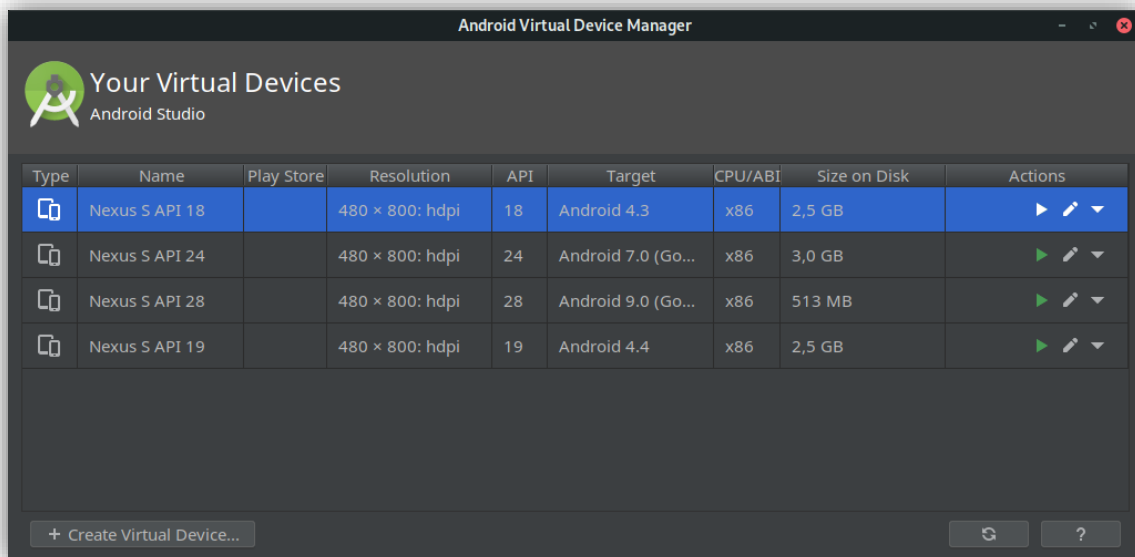 Android Virtual Device Manager
Your Virtual Devices
Android Studio
Type Name Play Store Resolution API Target CPU/ABI Size on Disk Actions
Nexus S API 18 480 × 800: hdpi 18 Android 4.3 x86 2,5 GB
Nexus S API 24 480 × 800: hdpi 24 Android 7.0 (Go... x86 3,0 GB
Nexus S API 28 480 × 800: hdpi 28 Android 9.0 (Go... x86 513 MB
Nexus S API 19 480 × 800: hdpi 19 Android 4.4 x86 2,5 GB
+ Create Virtual Device... ?